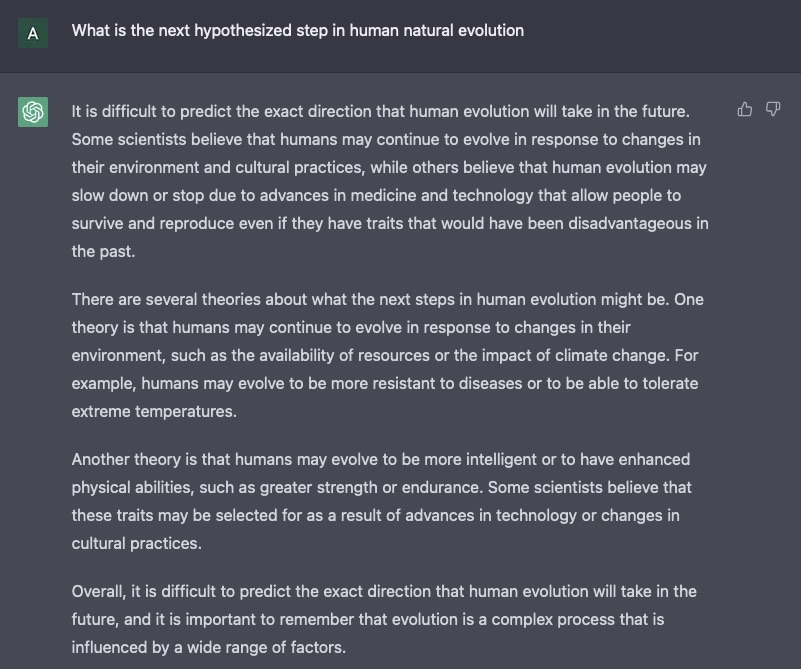 A
What is the next hypothesized step in human natural evolution
It is difficult to predict the exact direction that human evolution will take in the future.
Some scientists believe that humans may continue to evolve in response to changes in
their environment and cultural practices, while others believe that human evolution may
slow down or stop due to advances in medicine and technology that allow people to
survive and reproduce even if they have traits that would have been disadvantageous in
the past.
There are several theories about what the next steps in human evolution might be. One
theory is that humans may continue to evolve in response to changes in their
environment, such as the availability of resources or the impact of climate change. For
example, humans may evolve to be more resistant to diseases or to be able to tolerate
extreme temperatures.
Another theory is that humans may evolve to be more intelligent or to have enhanced
physical abilities, such as greater strength or endurance. Some scientists believe that
these traits may be selected for as a result of advances in technology or changes in
cultural practices.
Overall, it is difficult to predict the exact direction that human evolution will take in the
future, and it is important to remember that evolution is a complex process that is
influenced by a wide range of factors.